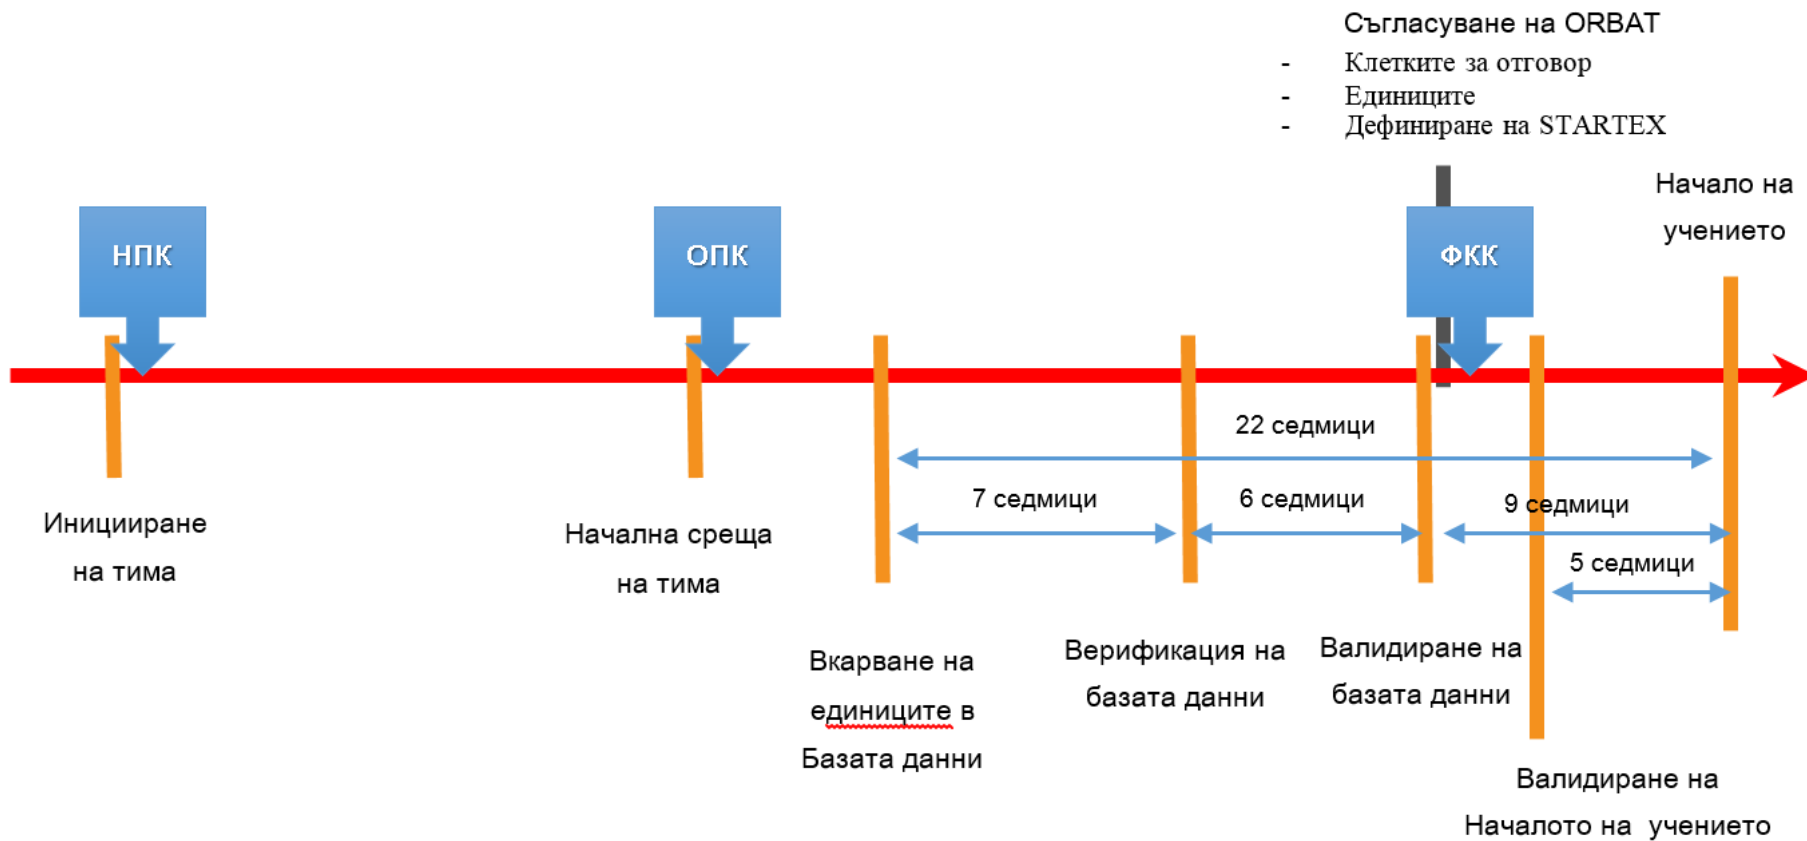 Съгласуване на ORBAT
- Клетките за отговор
- Единиците
- Дефиниране на STARTEX
Начало на
учението
НПК
ОПК
ФКК
22 седмици
7 седмици
6 седмици
9 седмици
5 седмици
Иницииране
на тима
Начална среща
на тима
Вкарване на
единиците в
Базата данни
Верификация на
базата данни
Валидиране на
базата данни
Валидиране на
Началото на учението